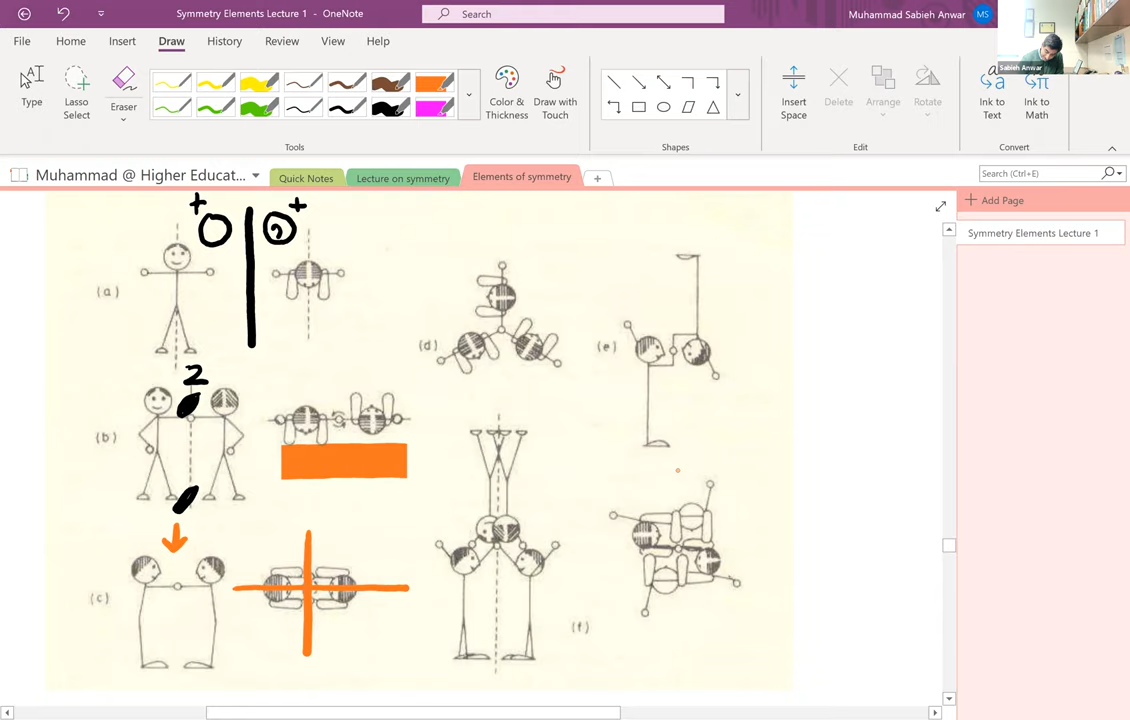 Symmetry Elements Lecture 1 - OneNote
Search
Muhammad Sabieh Anwar
MS
Sabieh Anwar
File
Home
Insert
Draw
History
Review
View
Help
Type
Lasso Select
Eraser
Color & Thickness
Draw with Touch
Insert Space
Delete
Arrange
Rotate
Ink to Text
Ink to Math
Tools
Shapes
Edit
Convert
Muhammad @ Higher Educat...
Quick Notes
Lecture on symmetry
Elements of symmetry
Search (Ctrl+E)
Add Page
Symmetry Elements Lecture 1
+
+
(a)
2
(b)
(c)
(d)
(e)
(f)